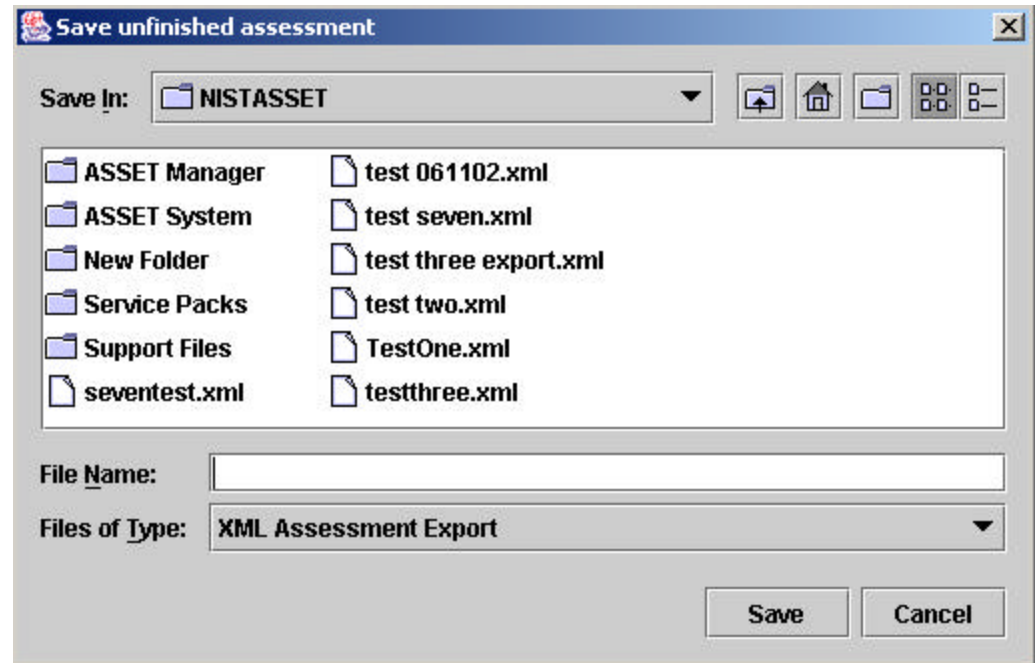 Save unfinished assessment
Save In: NISTASSET
ASSET Manager
ASSET System
New Folder
Service Packs
Support Files
seventest.xml
test 061102.xml
test seven.xml
test three export.xml
test two.xml
TestOne.xml
testthree.xml
File Name:
Files of Type: XML Assessment Export
Save Cancel